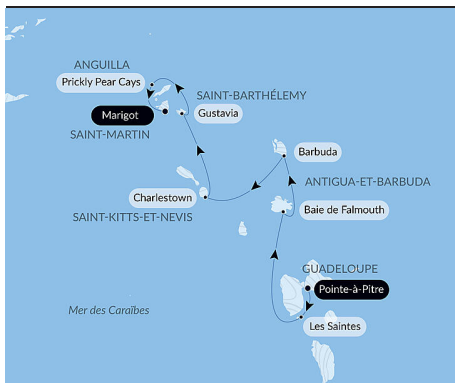 ANGUILLA
Prickly Pear Cays
SAINT-BARTHÉLEMY
Marigot
Gustavia
SAINT-MARTIN
Barbuda
ANTIGUA-ET-BARBUDA
Charlestown
Baie de Falmouth
SAINT-KITTS-ET-NEVIS
GUADELOUPE
Pointe-à-Pitre
Mer des Caraïbes
Les Saintes